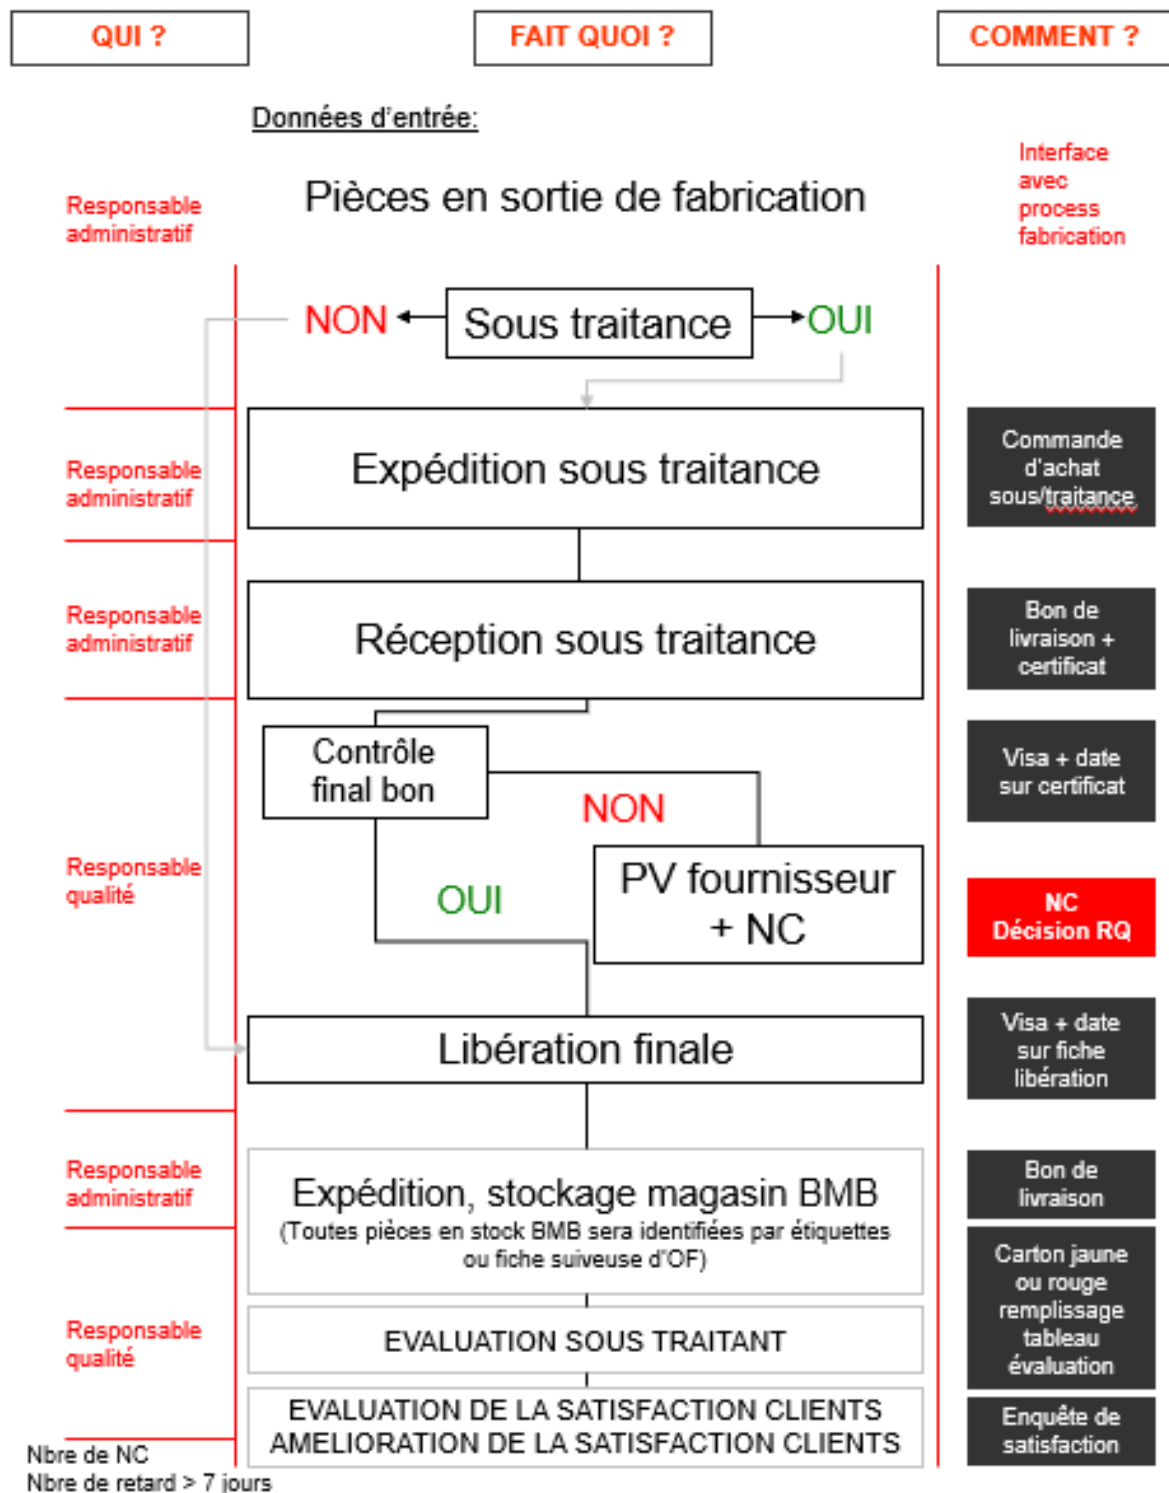 QUI ?
FAIT QUOI ?
COMMENT ?
Données d'entrée:
Responsable
administratif
Pièces en sortie de fabrication
Interface
avec
process
fabrication
NON
Sous traitance
OUI
Responsable
administratif
Expédition sous traitance
Commande
d'achat
sous/traitance
Responsable
administratif
Réception sous traitance
Bon de
livraison +
certificat
Contrôle
final bon
Visa + date
sur certificat
NON
Responsable
qualité
OUI
PV fournisseur
+ NC
NC
Décision RQ
Libération finale
Visa + date
sur fiche
libération
Responsable
administratif
Expédition, stockage magasin BMB
(Toutes pièces en stock BMB sera identifiées par étiquettes
ou fiche suiveuse d'OF)
Bon de
livraison
Responsable
qualité
EVALUATION SOUS TRAITANT
Carton jaune
ou rouge
remplissage
tableau
évaluation
EVALUATION DE LA SATISFACTION CLIENTS
AMELIORATION DE LA SATISFACTION CLIENTS
Enquête de
satisfaction
Nbre de NC
Nbre de retard > 7 jours